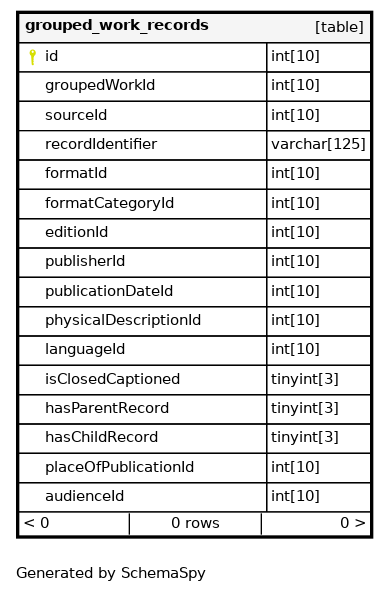 grouped_work_records [table]
id int[10]
groupedWorkId int[10]
sourceId int[10]
recordIdentifier varchar[125]
formatId int[10]
formatCategoryId int[10]
editionId int[10]
publisherId int[10]
publicationDateId int[10]
physicalDescriptionId int[10]
languageId int[10]
isClosedCaptioned tinyint[3]
hasParentRecord tinyint[3]
hasChildRecord tinyint[3]
placeOfPublicationId int[10]
audienceId int[10]
< 0 0 rows 0 >
Generated by SchemaSpy